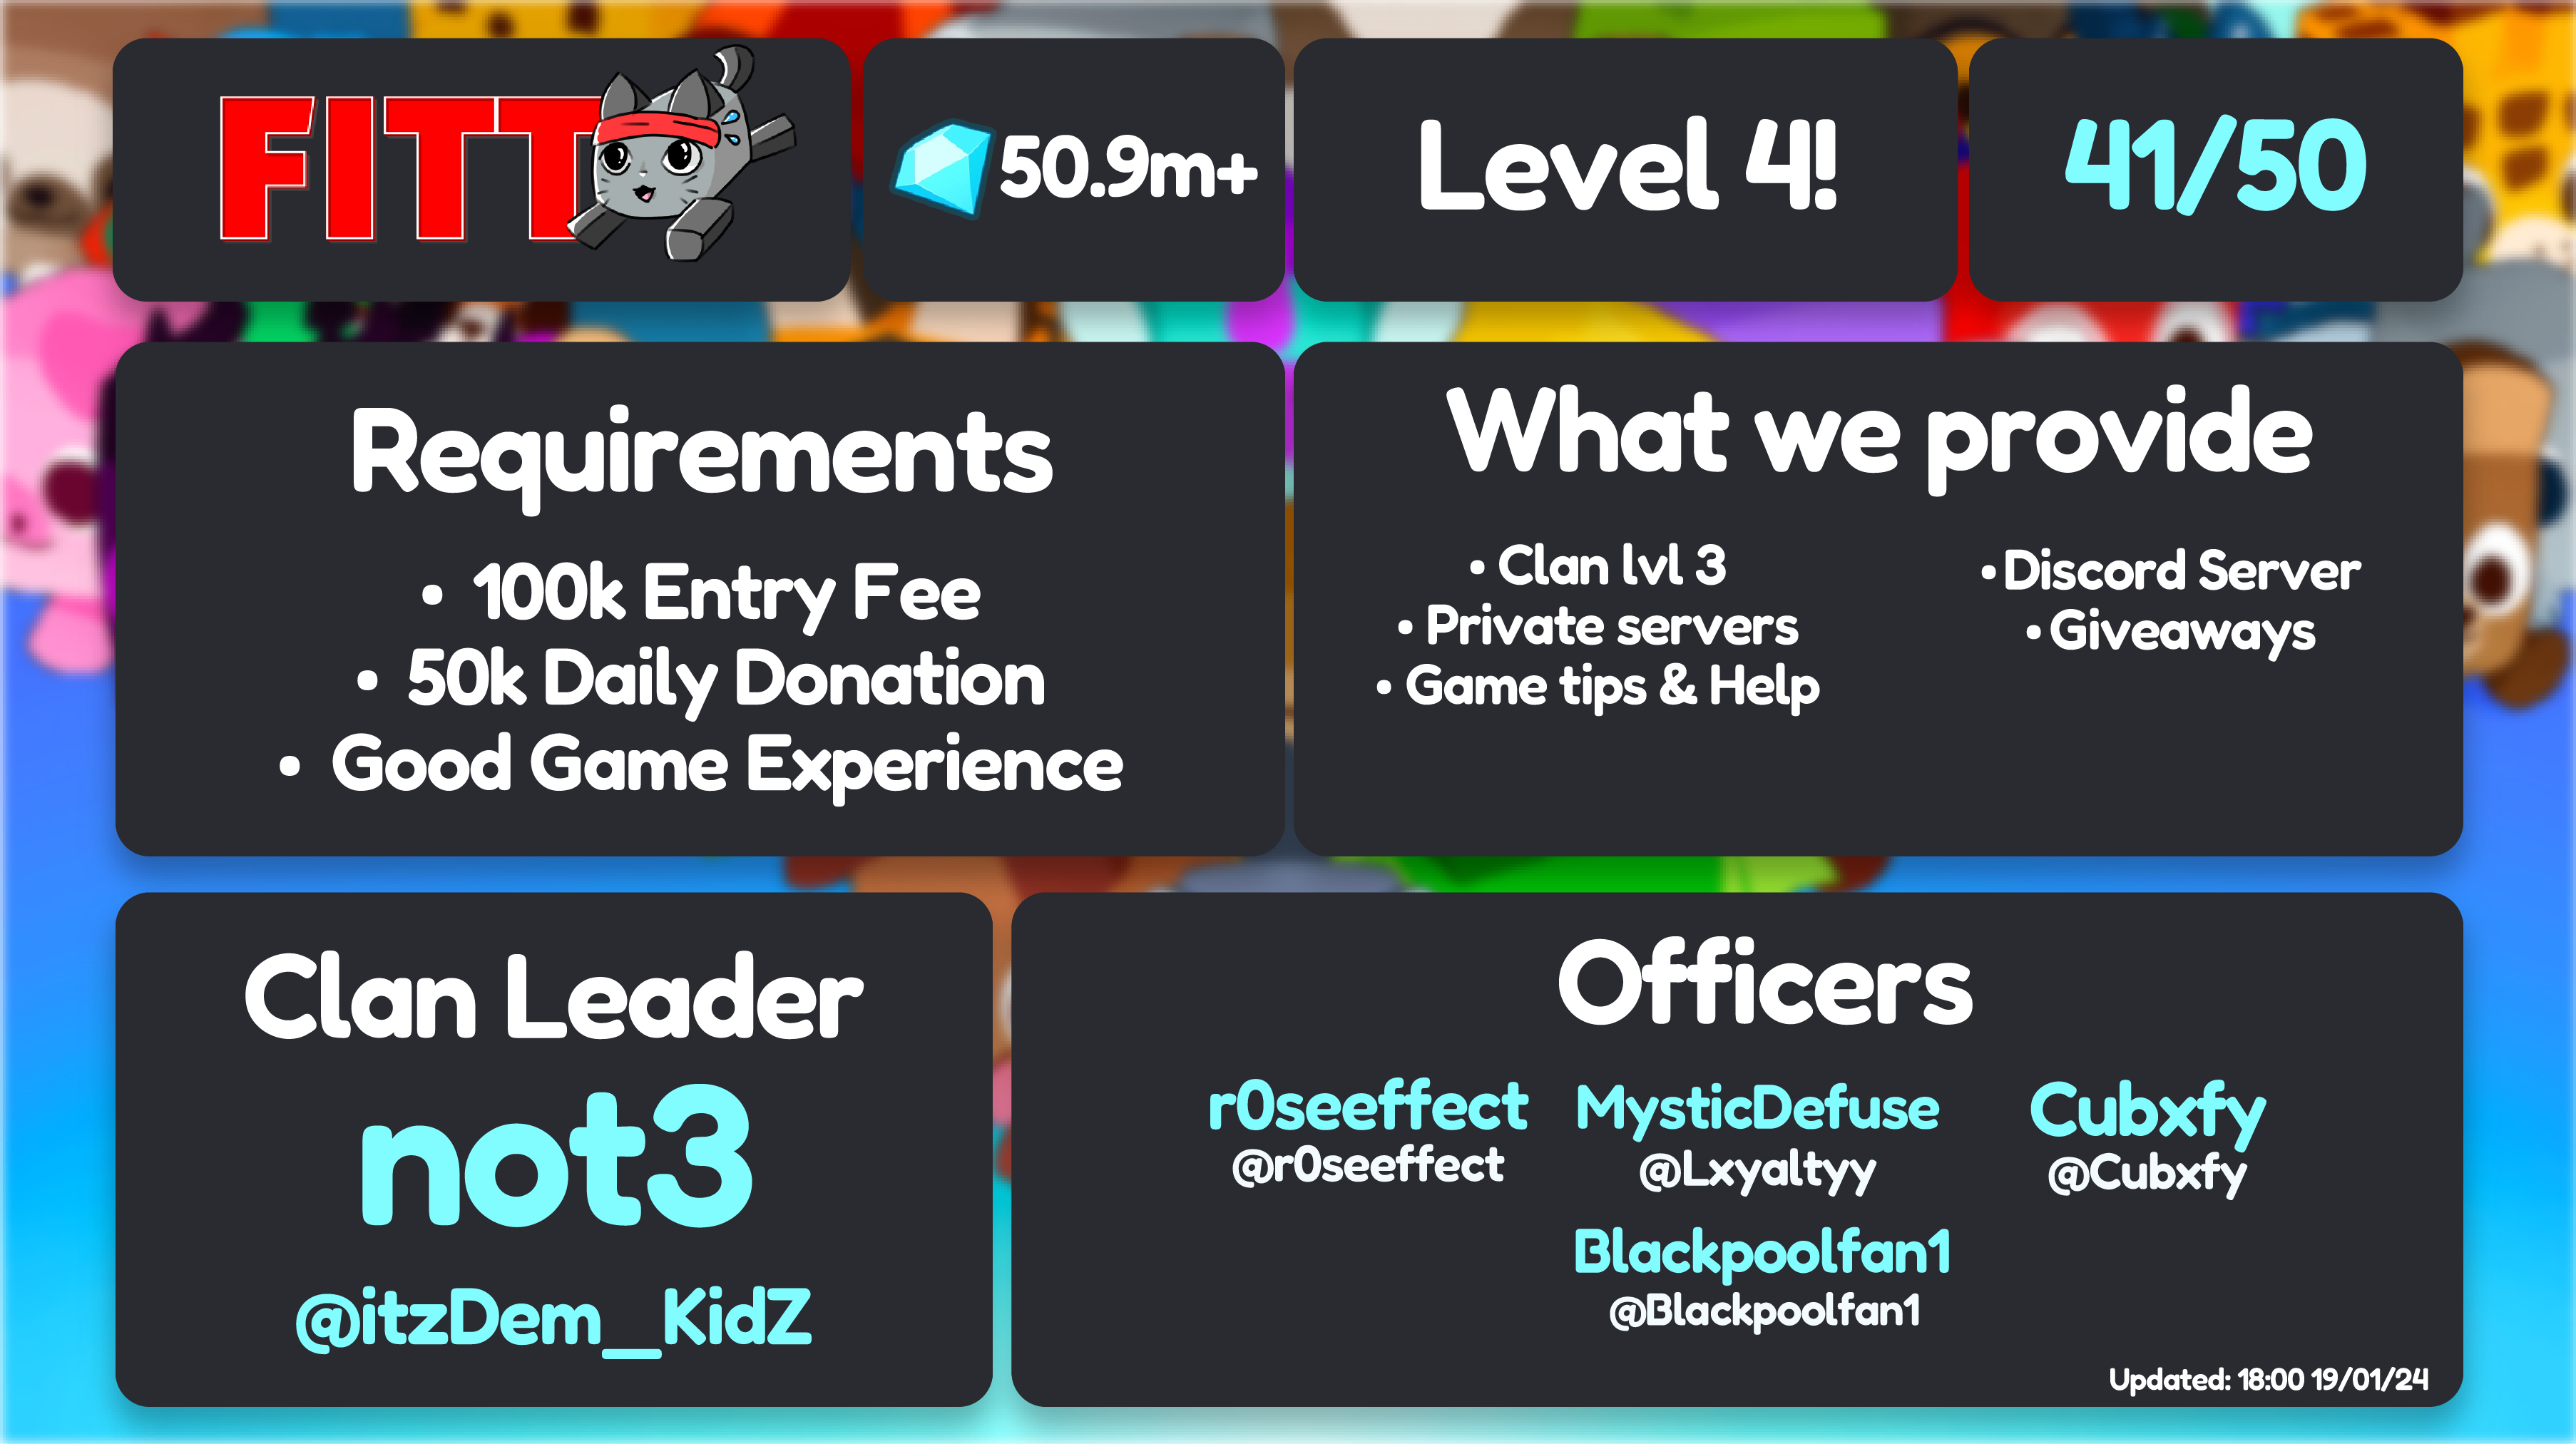 FITT
50.9m+
Level 4!
41/50
Requirements
• 100k Entry Fee
• 50k Daily Donation
• Good Game Experience
What we provide
• Clan lvl 3
• Private servers
• Game tips & Help
• Discord Server
• Giveaways
Clan Leader
not3
@itzDem_KidZ
Officers
r0seeffect
@r0seeffect
MysticDefuse
@Lxyaltyy
Cubxfy
@Cubxfy
Blackpoolfan1
@Blackpoolfan1
Updated: 18:00 19/01/24